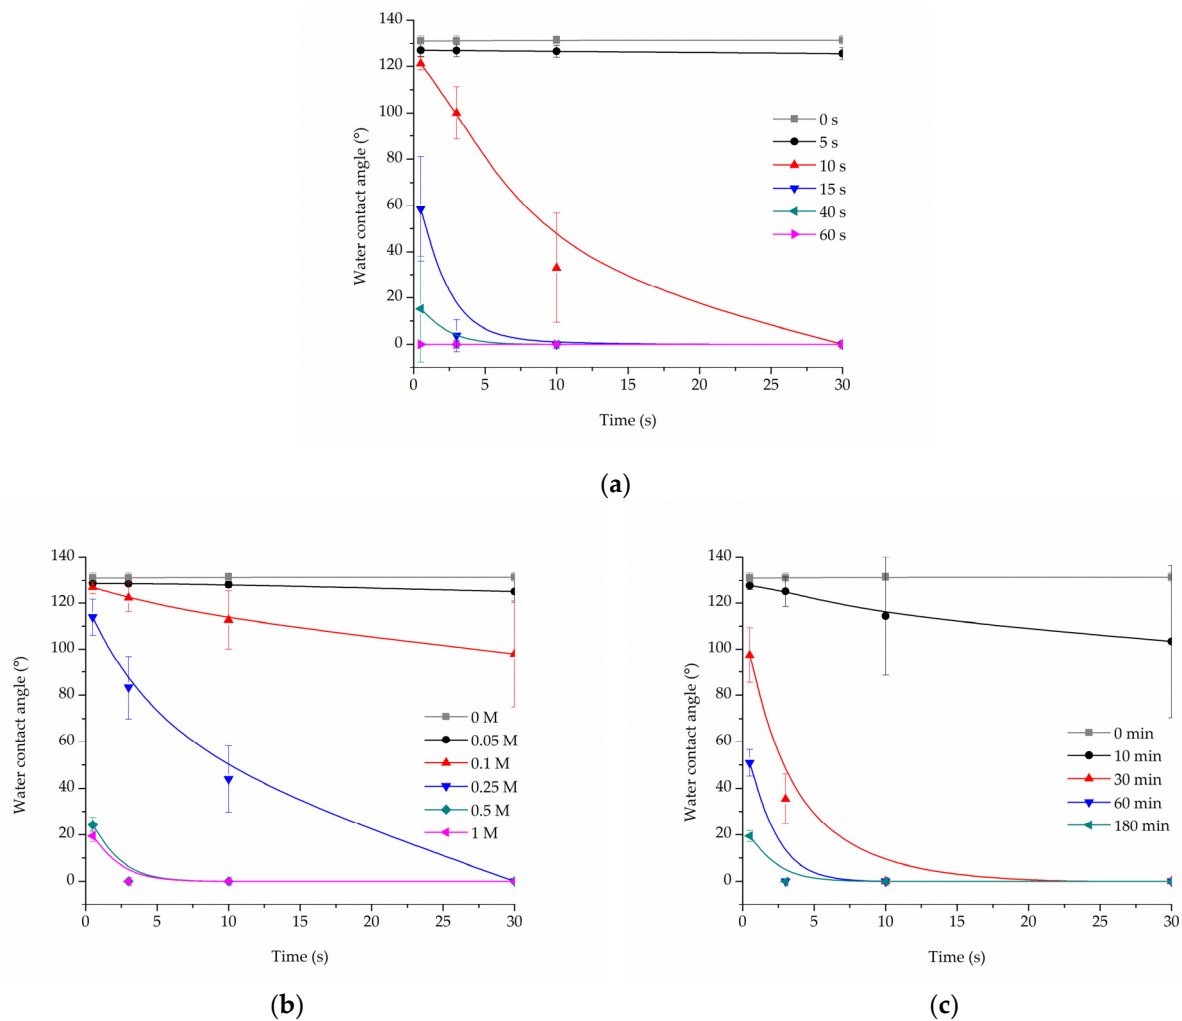 140
120
100
80
60
40
20
0
Water contact angle (°)
0 s
5 s
10 s
15 s
40 s
60 s
0 5 10 15 20 25 30
Time (s)
(a)
140
120
100
80
60
40
20
0
Water contact angle (°)
0 M
0.05 M
0.1 M
0.25 M
0.5 M
1 M
0 5 10 15 20 25 30
Time (s)
(b)
140
120
100
80
60
40
20
0
Water contact angle (°)
0 min
10 min
30 min
60 min
180 min
0 5 10 15 20 25 30
Time (s)
(c)